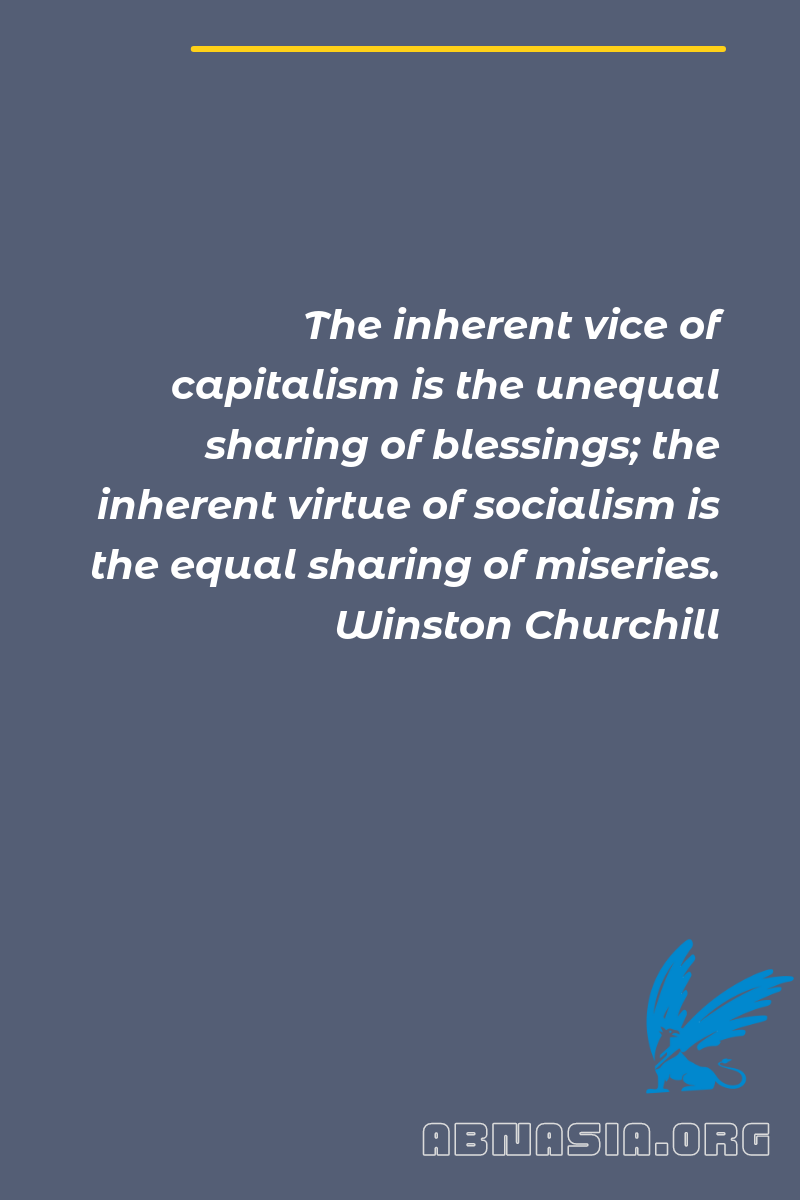 The inherent vice of
capitalism is the unequal
sharing of blessings; the
inherent virtue of socialism is
the equal sharing of miseries.
Winston Churchill
ABNASIA.ORG